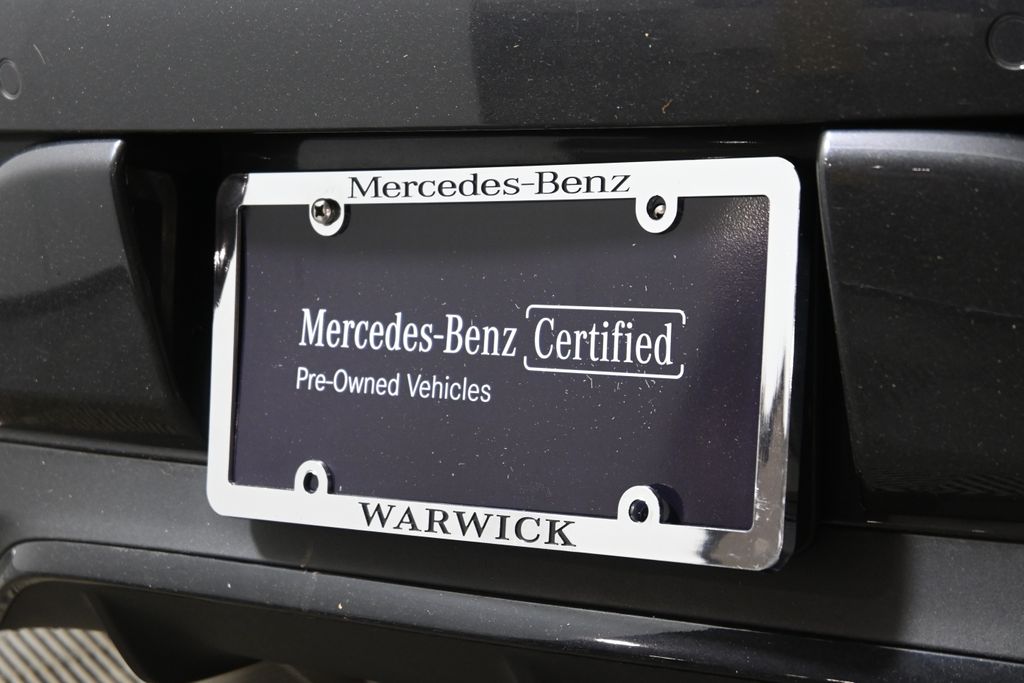 Mercedes-Benz
Mercedes-Benz Certified
Pre-Owned Vehicles
WARWICK